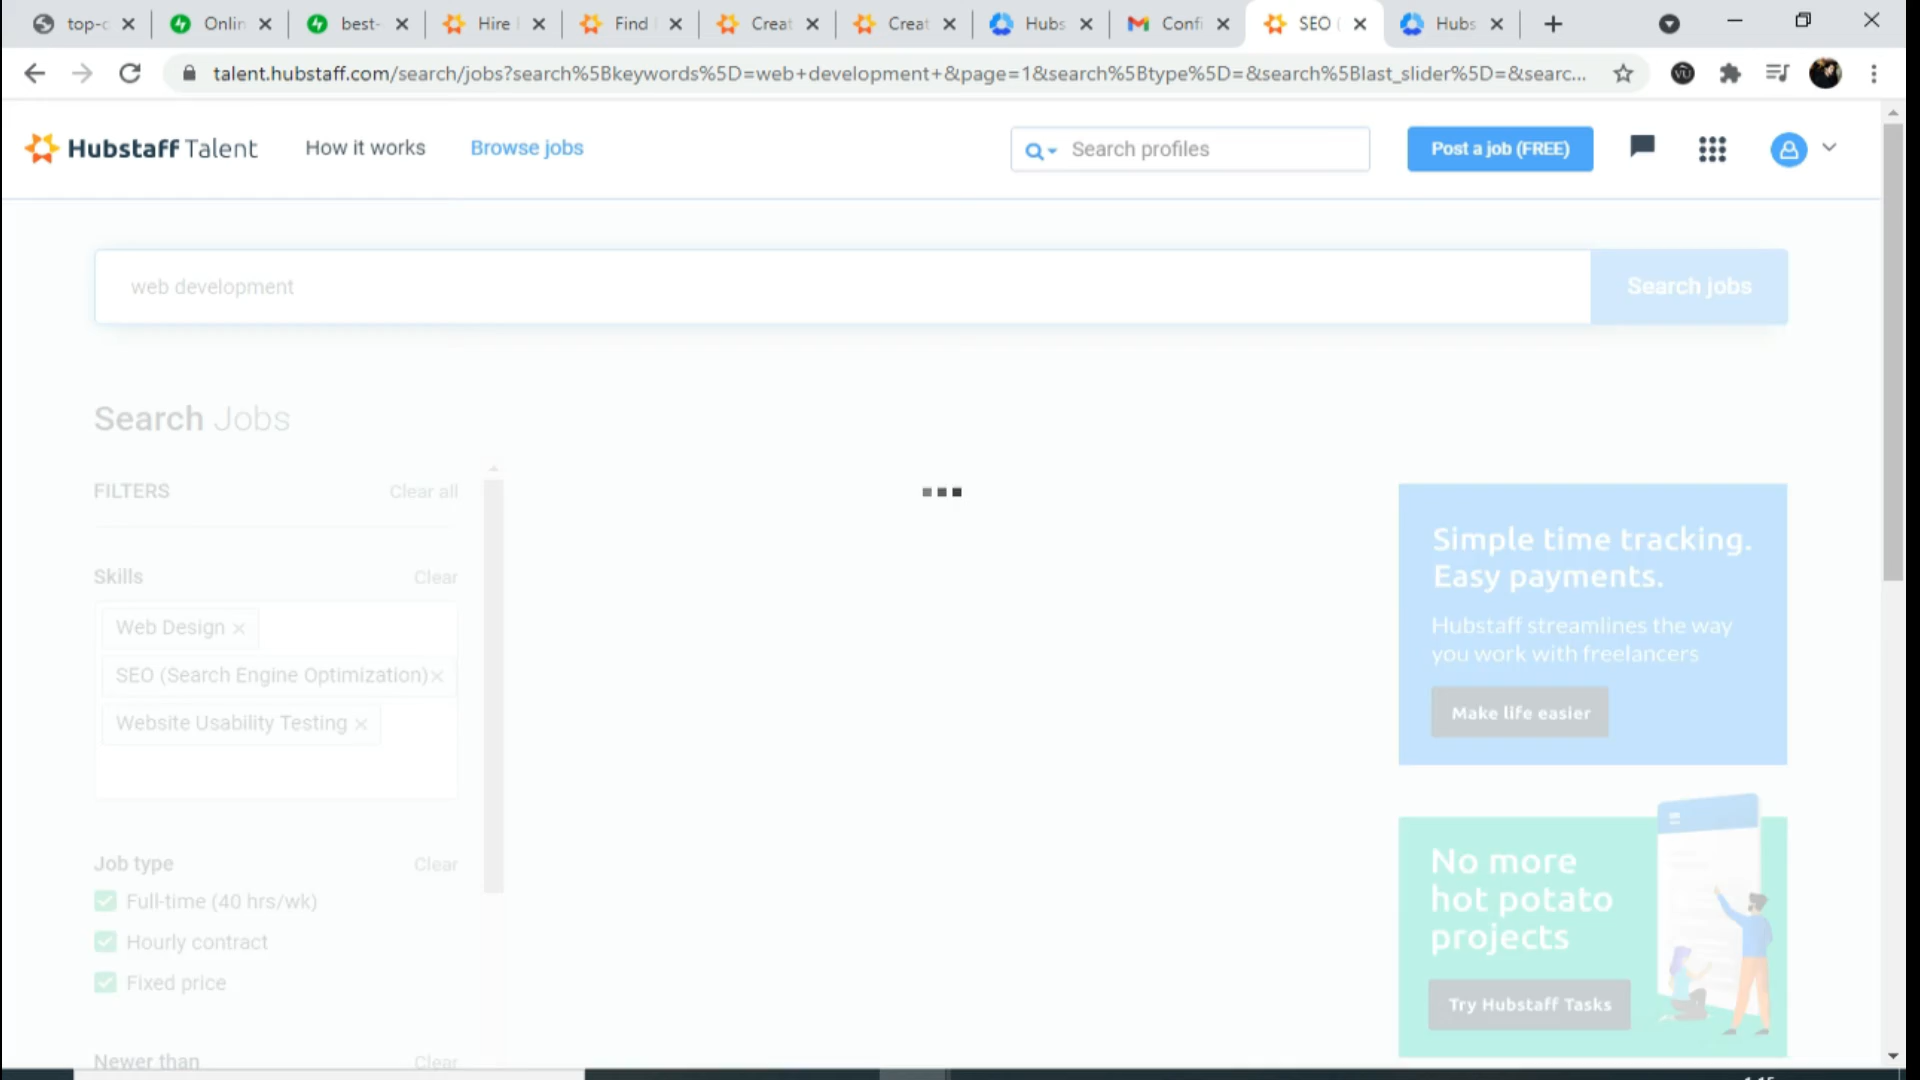 top-c
Onlin
best-
Hire
Find
Creat
Creat
Hubs
Confi
SEO (
Hubs
talent.hubstaff.com/search/jobs?search%5Bkeywords%5D=web+development+&page=1&search%5Btype%5D=&search%5Blast_slider%5D=&searc...
Hubstaff Talent
How it works
Browse jobs
Search profiles
Post a job (FREE)
web development
Search jobs
Search Jobs
FILTERS
Clear all
Skills
Clear
Web Design
SEO (Search Engine Optimization)
Website Usability Testing
Job type
Clear
Full-time (40 hrs/wk)
Hourly contract
Fixed price
Newer than
Clear
Simple time tracking.
Easy payments.
Hubstaff streamlines the way
you work with freelancers
Make life easier
No more
hot potato
projects
Try Hubstaff Tasks